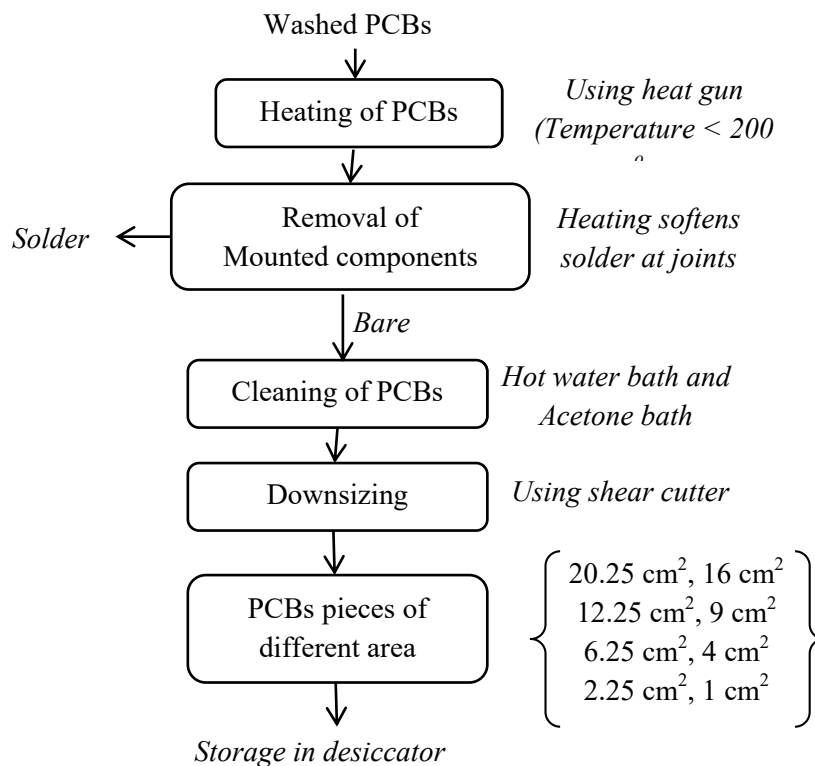 Washed PCBs
Heating of PCBs
Using heat gun
(Temperature < 200
Removal of
Mounted components
Solder
Heating softens
solder at joints
Bare
Cleaning of PCBs
Hot water bath and
Acetone bath
Downsizing
Using shear cutter
PCBs pieces of
different area
20.25 cm², 16 cm²
12.25 cm², 9 cm²
6.25 cm², 4 cm²
2.25 cm², 1 cm²
Storage in desiccator